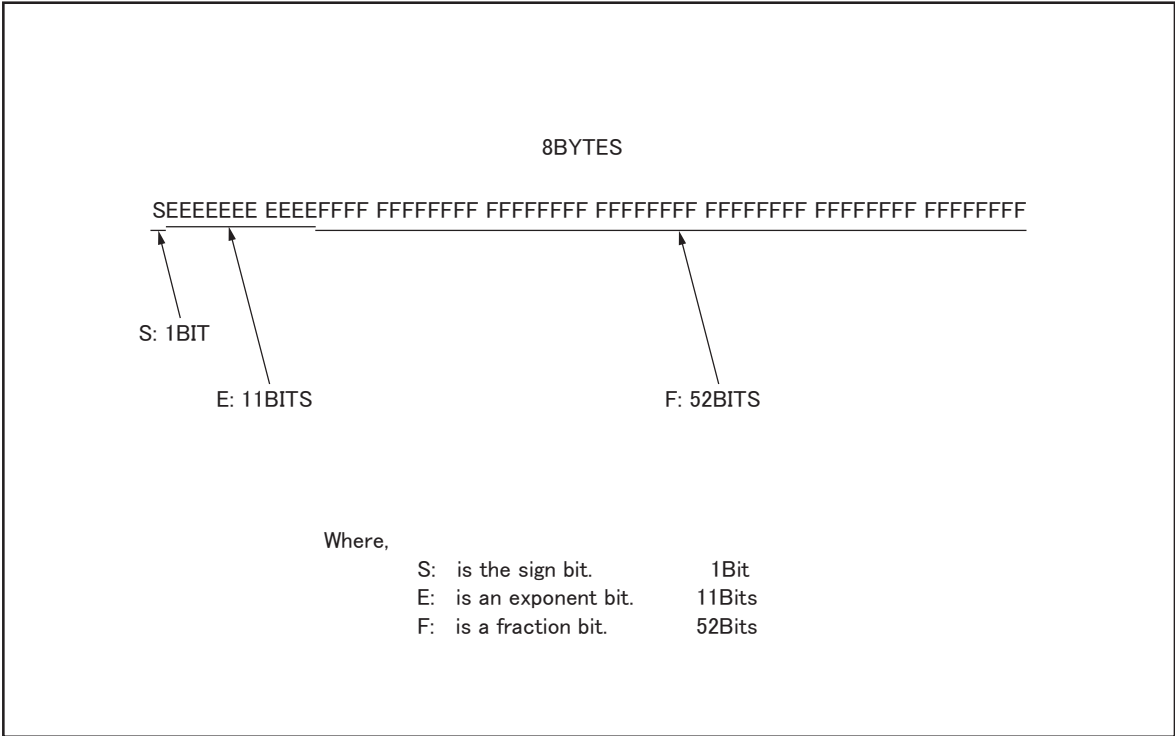 8BYTES
SEEEEEEE EEEEFFFF FFFFFFFF FFFFFFFF FFFFFFFF FFFFFFFF FFFFFFFF FFFFFFFF
S: 1BIT
E: 11BITS
F: 52BITS
Where,
S: is the sign bit. 1Bit
E: is an exponent bit. 11Bits
F: is a fraction bit. 52Bits